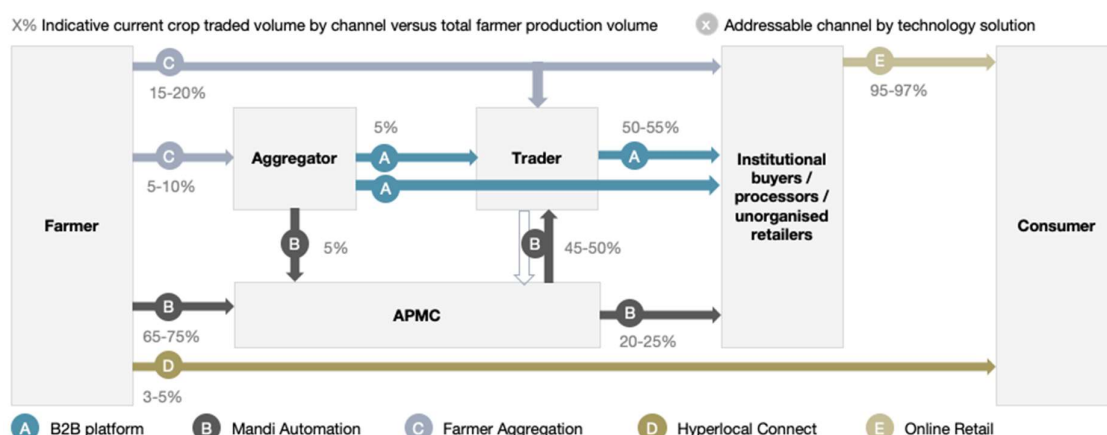 X% Indicative current crop traded volume by channel versus total farmer production volume
x Addressable channel by technology solution
C
15-20%
E
95-97%
5%
50-55%
C
5-10%
Aggregator
A
A
Trader
A
Institutional
buyers /
processors /
unorganised
retailers
Farmer
Consumer
B
5%
B
45-50%
B
65-75%
APMC
B
20-25%
D
3-5%
A B2B platform
B Mandi Automation
C Farmer Aggregation
D Hyperlocal Connect
E Online Retail